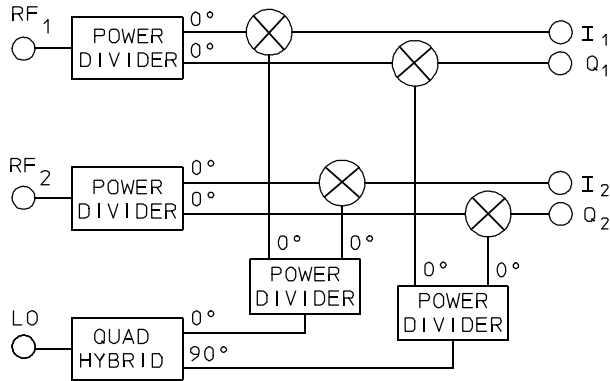 RF1
POWER
DIVIDER
0°
0°
I1
Q1
RF2
POWER
DIVIDER
0°
0°
I2
Q2
0°
0°
POWER
DIVIDER
0°
0°
POWER
DIVIDER
LO
QUAD
HYBRID
0°
90°